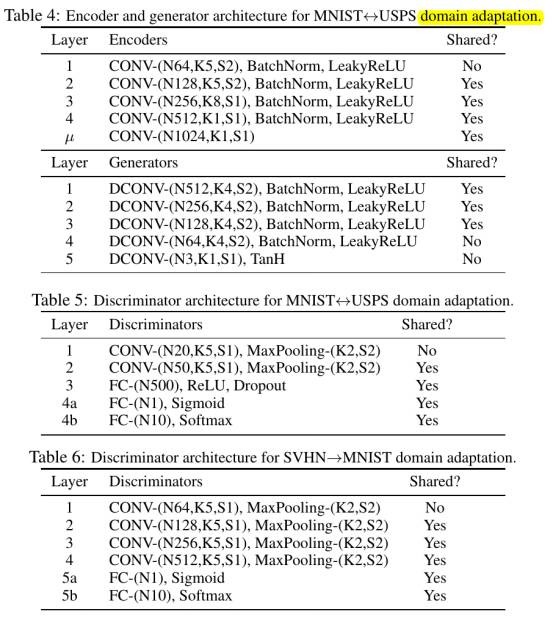 Table 4: Encoder and generator architecture for MNIST↔USPS domain adaptation.
Layer Encoders Shared?
1 CONV-(N64,K5,S2), BatchNorm, LeakyReLU No
2 CONV-(N128,K5,S2), BatchNorm, LeakyReLU Yes
3 CONV-(N256,K8,S1), BatchNorm, LeakyReLU Yes
4 CONV-(N512,K1,S1), BatchNorm, LeakyReLU Yes
μ CONV-(N1024,K1,S1) Yes
Layer Generators Shared?
1 DCONV-(N512,K4,S2), BatchNorm, LeakyReLU Yes
2 DCONV-(N256,K4,S2), BatchNorm, LeakyReLU Yes
3 DCONV-(N128,K4,S2), BatchNorm, LeakyReLU Yes
4 DCONV-(N64,K4,S2), BatchNorm, LeakyReLU No
5 DCONV-(N3,K1,S1), TanH No
Table 5: Discriminator architecture for MNIST↔USPS domain adaptation.
Layer Discriminators Shared?
1 CONV-(N20,K5,S1), MaxPooling-(K2,S2) No
2 CONV-(N50,K5,S1), MaxPooling-(K2,S2) Yes
3 FC-(N500), ReLU, Dropout Yes
4a FC-(N1), Sigmoid Yes
4b FC-(N10), Softmax Yes
Table 6: Discriminator architecture for SVHN→MNIST domain adaptation.
Layer Discriminators Shared?
1 CONV-(N64,K5,S1), MaxPooling-(K2,S2) No
2 CONV-(N128,K5,S1), MaxPooling-(K2,S2) Yes
3 CONV-(N256,K5,S1), MaxPooling-(K2,S2) Yes
4 CONV-(N512,K5,S1), MaxPooling-(K2,S2) Yes
5a FC-(N1), Sigmoid Yes
5b FC-(N10), Softmax Yes